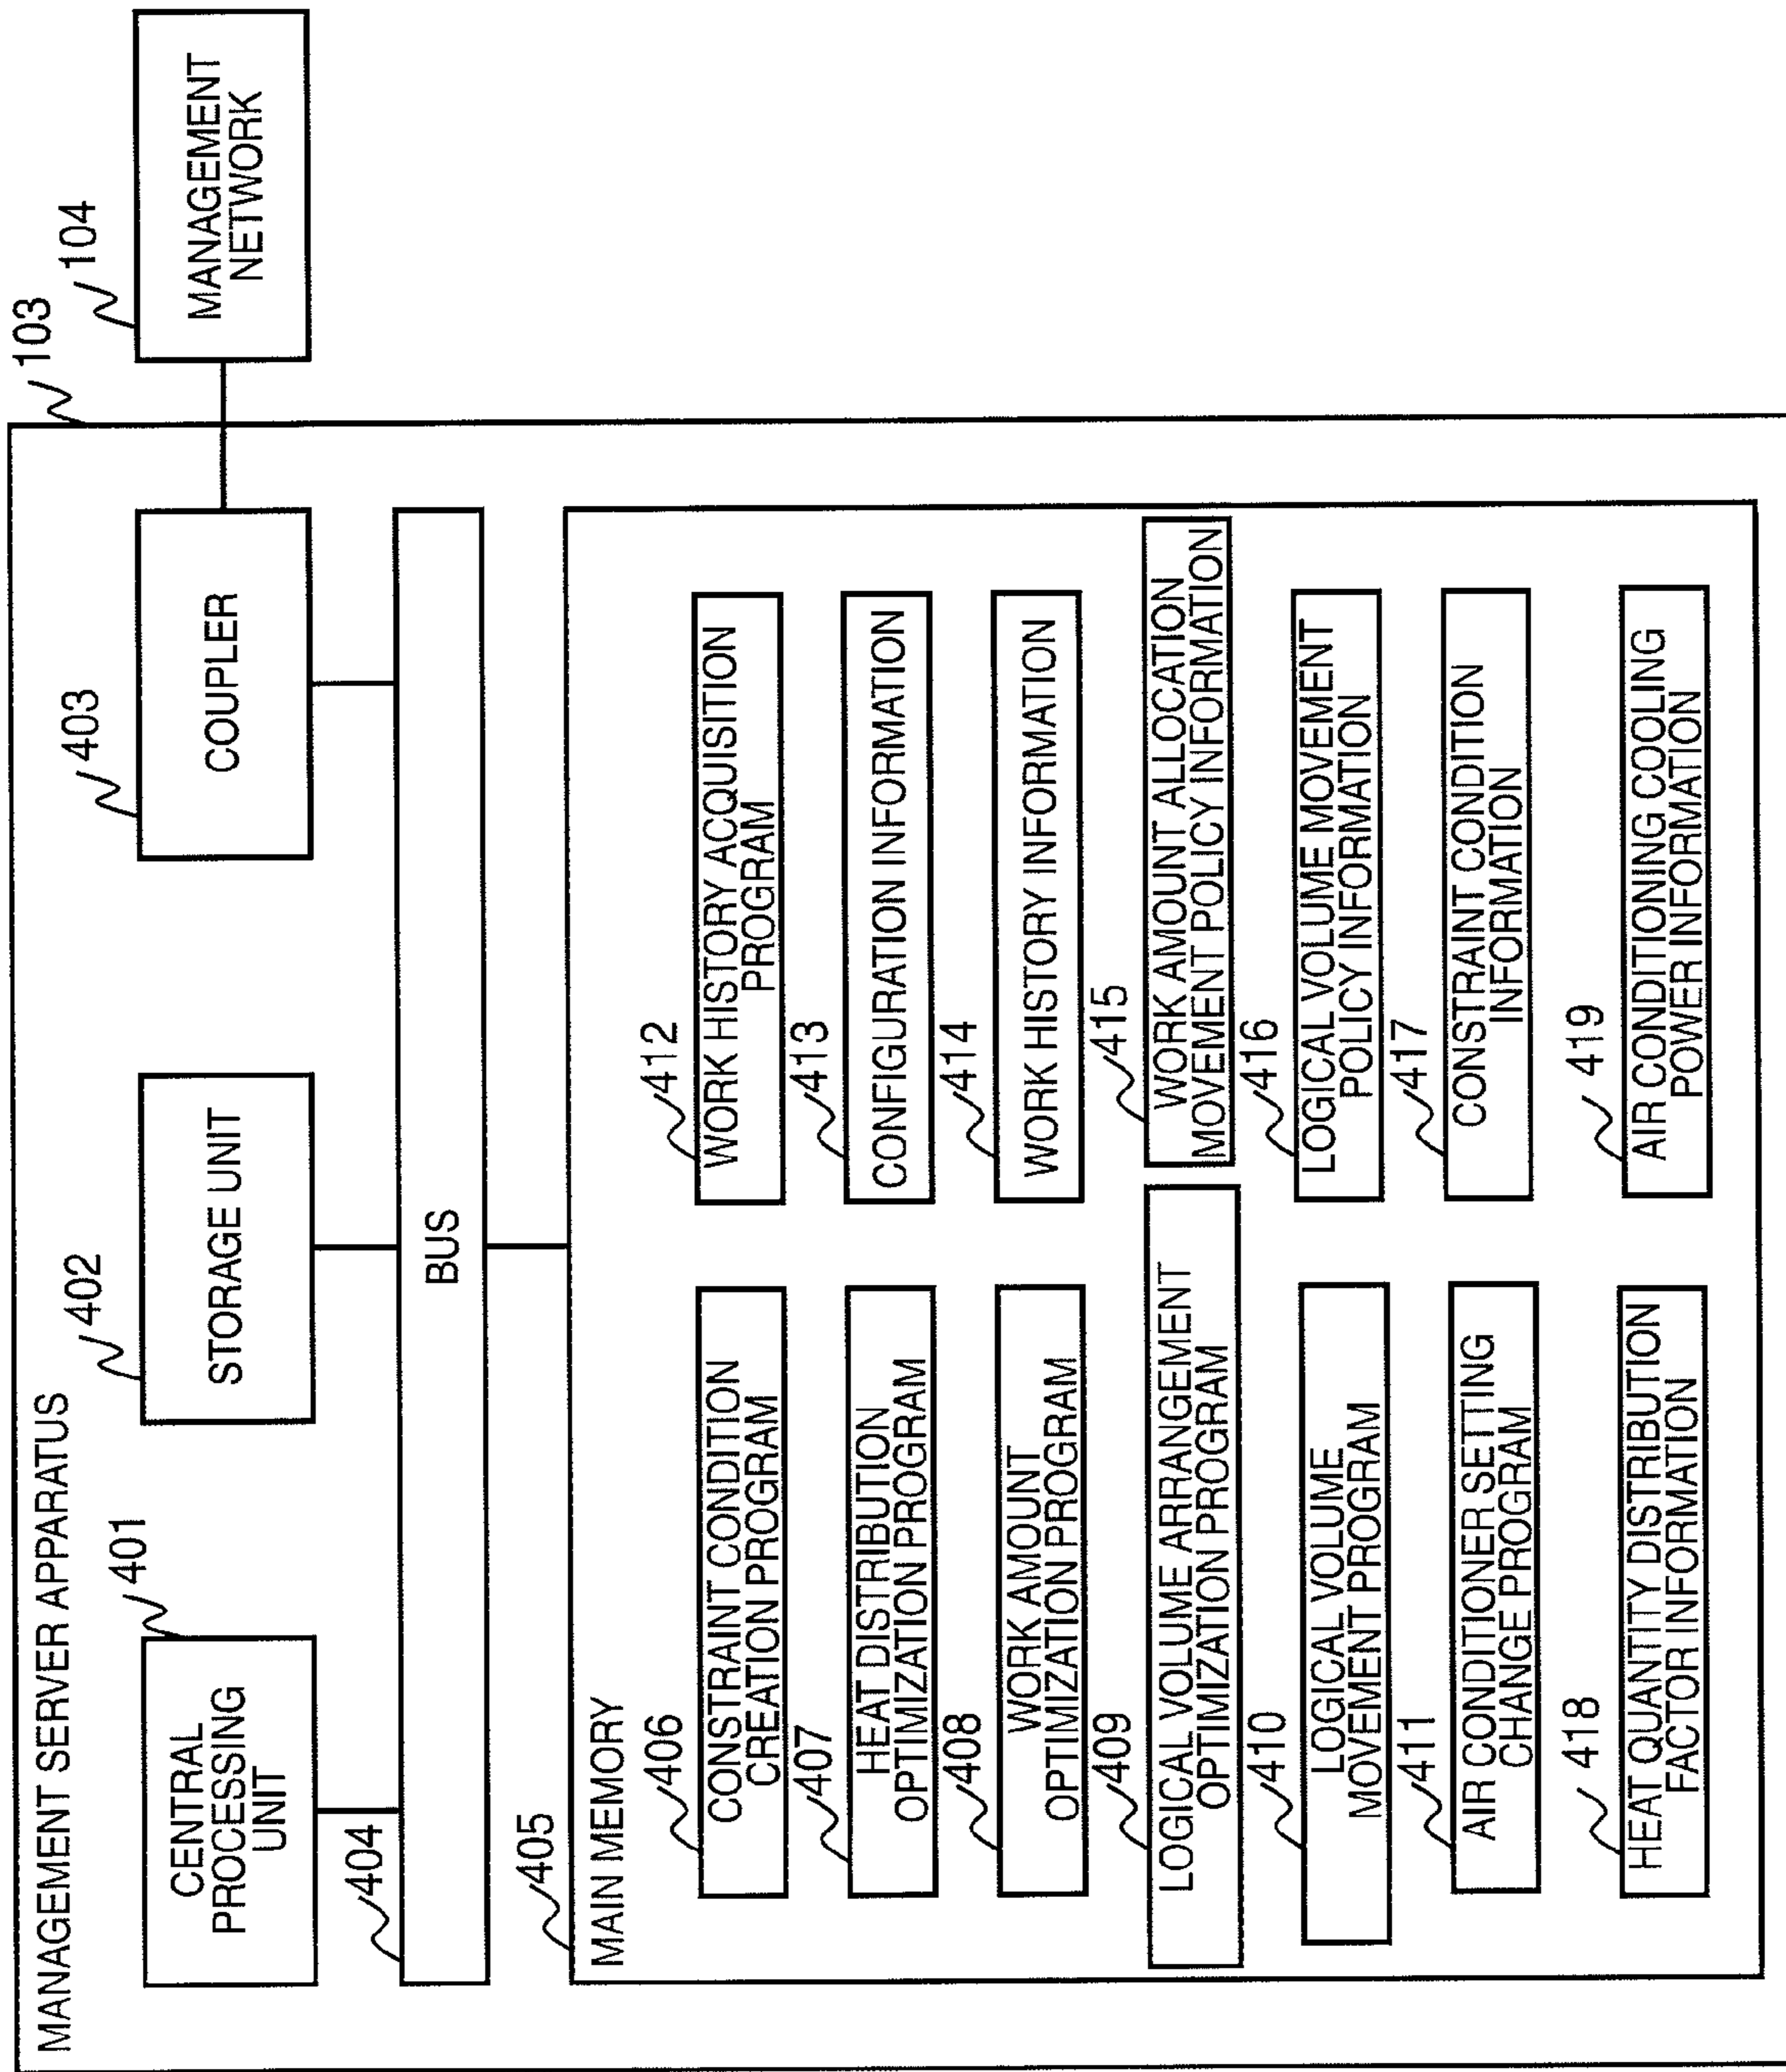 103
104
MANAGEMENT
NETWORK
MANAGEMENT SERVER APPARATUS
401
CENTRAL
PROCESSING
UNIT
402
STORAGE UNIT
403
COUPLER
404
BUS
405
MAIN MEMORY
406
CONSTRAINT CONDITION
CREATION PROGRAM
407
HEAT DISTRIBUTION
OPTIMIZATION PROGRAM
408
WORK AMOUNT
OPTIMIZATION PROGRAM
409
LOGICAL VOLUME ARRANGEMENT
OPTIMIZATION PROGRAM
410
LOGICAL VOLUME
MOVEMENT PROGRAM
411
AIR CONDITIONER SETTING
CHANGE PROGRAM
418
HEAT QUANTITY DISTRIBUTION
FACTOR INFORMATION
412
WORK HISTORY ACQUISITION
PROGRAM
413
CONFIGURATION INFORMATION
414
WORK HISTORY INFORMATION
415
WORK AMOUNT ALLOCATION
MOVEMENT POLICY INFORMATION
416
LOGICAL VOLUME MOVEMENT
POLICY INFORMATION
417
CONSTRAINT CONDITION
INFORMATION
419
AIR CONDITIONING COOLING
POWER INFORMATION